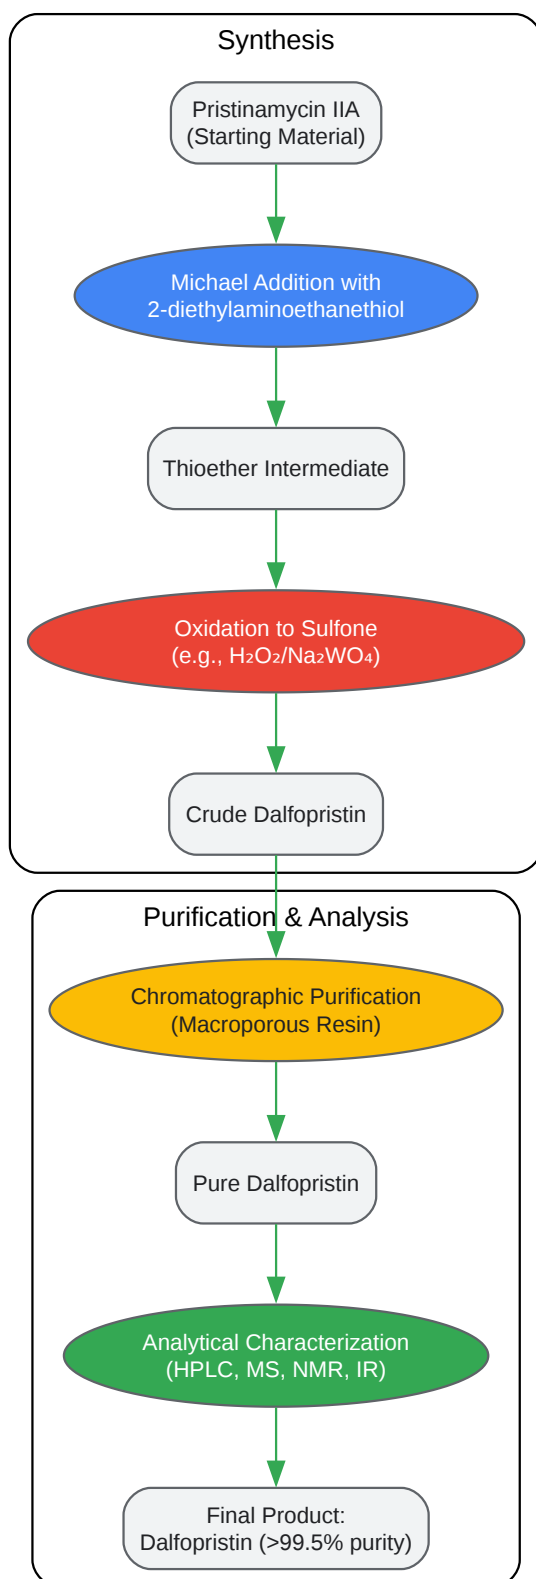 Synthesis
Pristinamycin IIA
(Starting Material)
Michael Addition with
2-diethylaminoethanethiol
Thioether Intermediate
Oxidation to Sulfone
(e.g., H₂O₂/Na₂WO₄)
Crude Dalfopristin
Purification & Analysis
Chromatographic Purification
(Macroporous Resin)
Pure Dalfopristin
Analytical Characterization
(HPLC, MS, NMR, IR)
Final Product:
Dalfopristin (>99.5% purity)